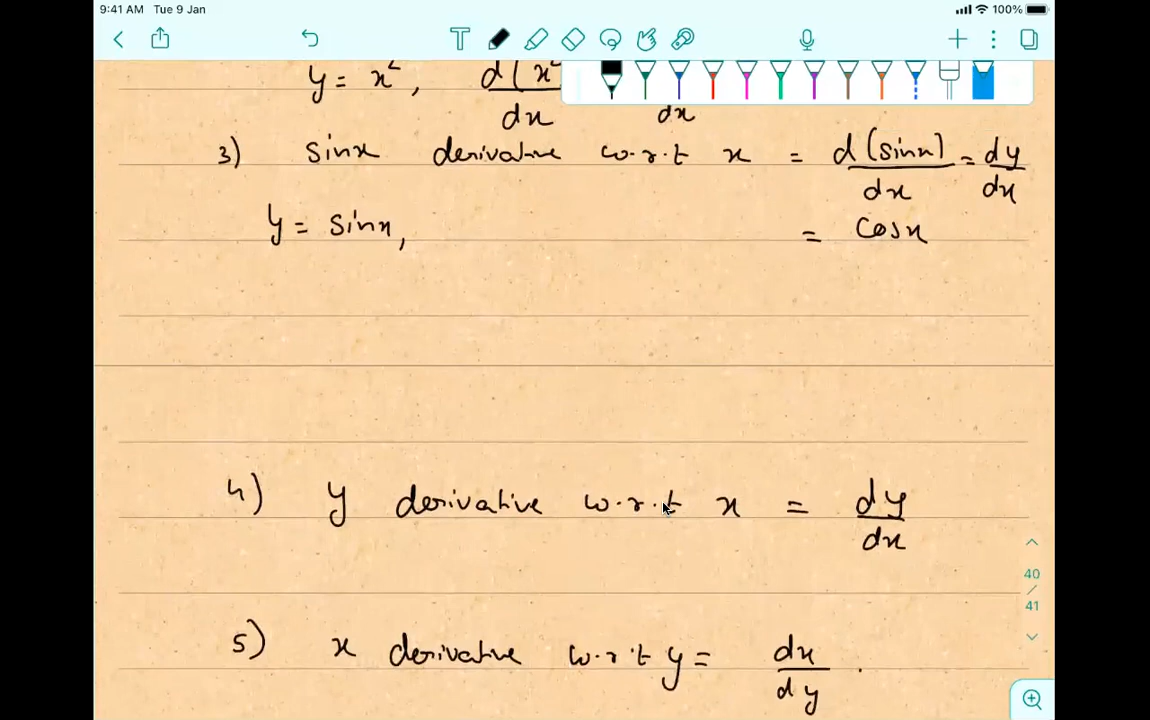 9:41 AM Tue 9 Jan
100%
T
y = x², d(x²
dx dx
3) sinx derivative w.r.t x = d(sinx)/dx = dy/dx
y = sinx, = cosx
4) y derivative w.r.t x = dy/dx
40
/
41
5) x derivative w.r.t y = dx/dy .